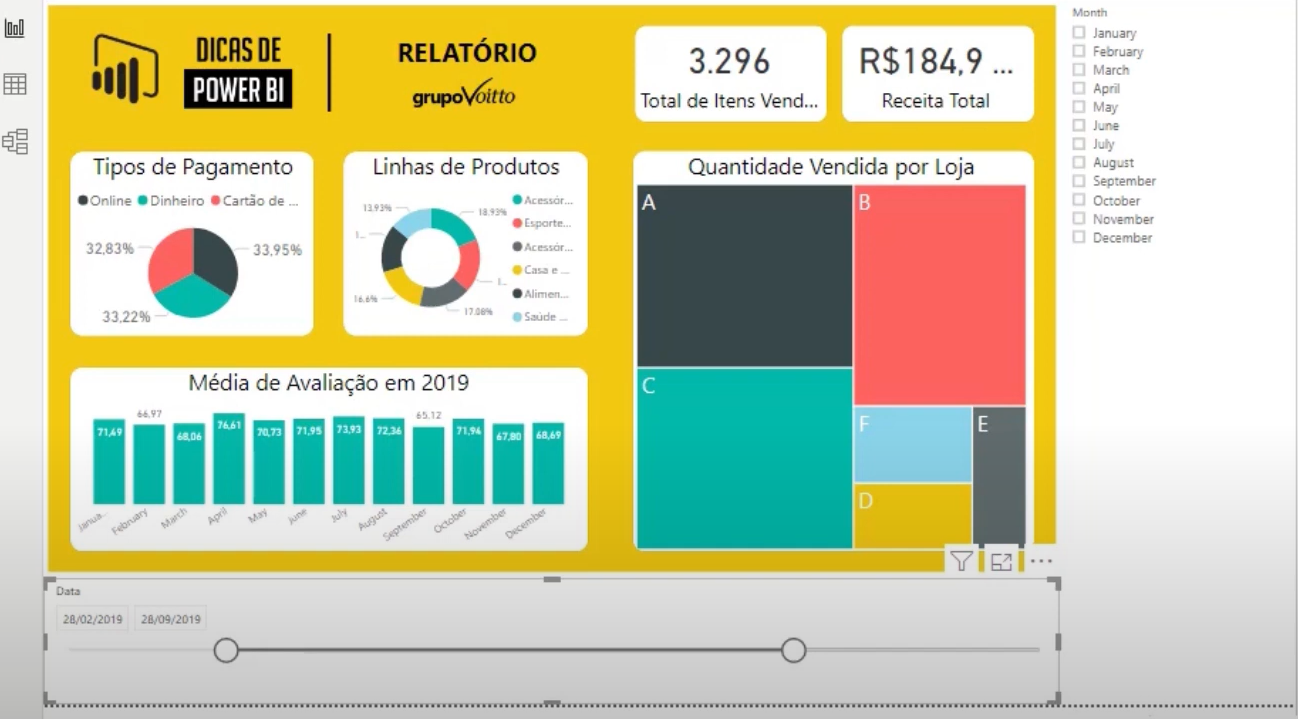 DICAS DE
POWER BI
RELATÓRIO
grupoVoitto
3.296
Total de Itens Vend...
R$184,9 ...
Receita Total
Tipos de Pagamento
Online Dinheiro Cartão de ...
32,83%
33,95%
33,22%
Linhas de Produtos
13,93%
18,93%
1...
1...
16,6%
17,08%
Acessór...
Esporte...
Acessór...
Casa e ...
Alimen...
Saúde ...
Quantidade Vendida por Loja
A
B
C
F
E
D
Média de Avaliação em 2019
71,49
66,97
68,06
76,61
70,73
71,95
73,93
72,36
65,12
71,94
67,80
68,69
Janua...
February
March
April
May
June
July
August
September
October
November
December
Month
January
February
March
April
May
June
July
August
September
October
November
December
Data
28/02/2019 28/09/2019